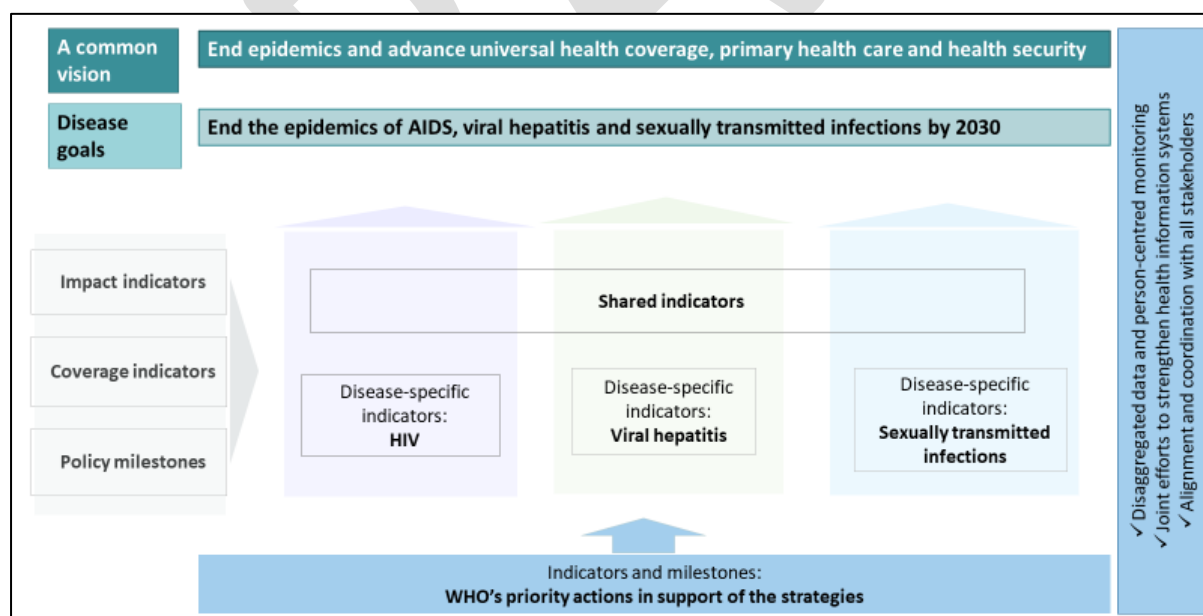 A common
vision
End epidemics and advance universal health coverage, primary health care and health security
Disease
goals
End the epidemics of AIDS, viral hepatitis and sexually transmitted infections by 2030
Impact indicators
Coverage indicators
Policy milestones
Shared indicators
Disease-specific
indicators:
HIV
Disease-specific
indicators:
Viral hepatitis
Disease-specific
indicators:
Sexually transmitted
infections
Indicators and milestones:
WHO's priority actions in support of the strategies
✓ Disaggregated data and person-centred monitoring
✓ Joint efforts to strengthen health information systems
✓ Alignment and coordination with all stakeholders